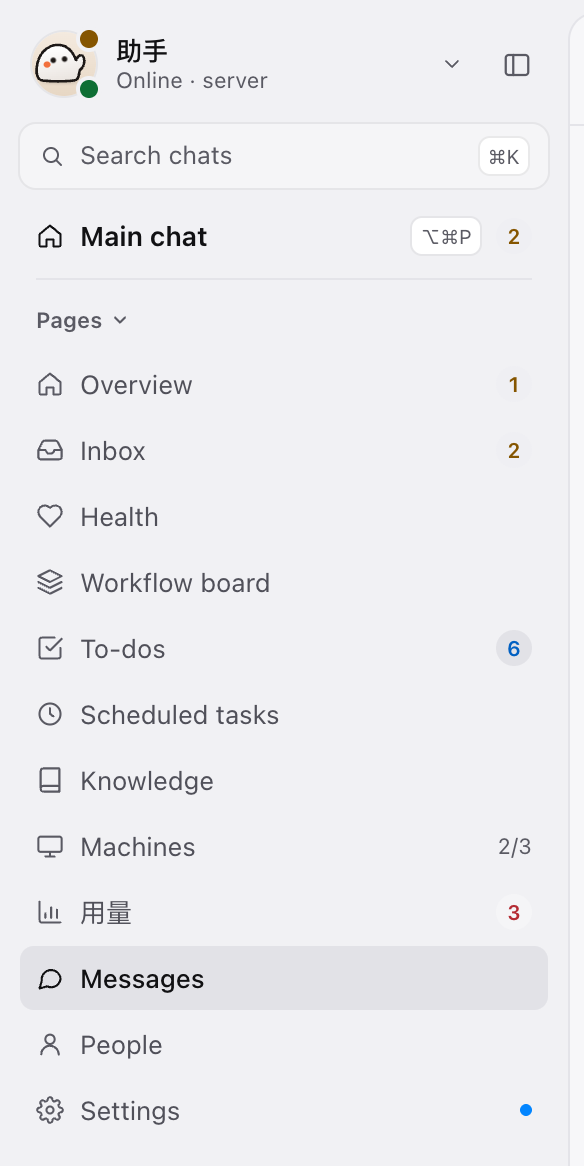 助手
Online · server
Search chats ⌘K
Main chat ⌥⌘P 2
Pages
Overview 1
Inbox 2
Health
Workflow board
To-dos 6
Scheduled tasks
Knowledge
Machines 2/3
用量 3
Messages
People
Settings